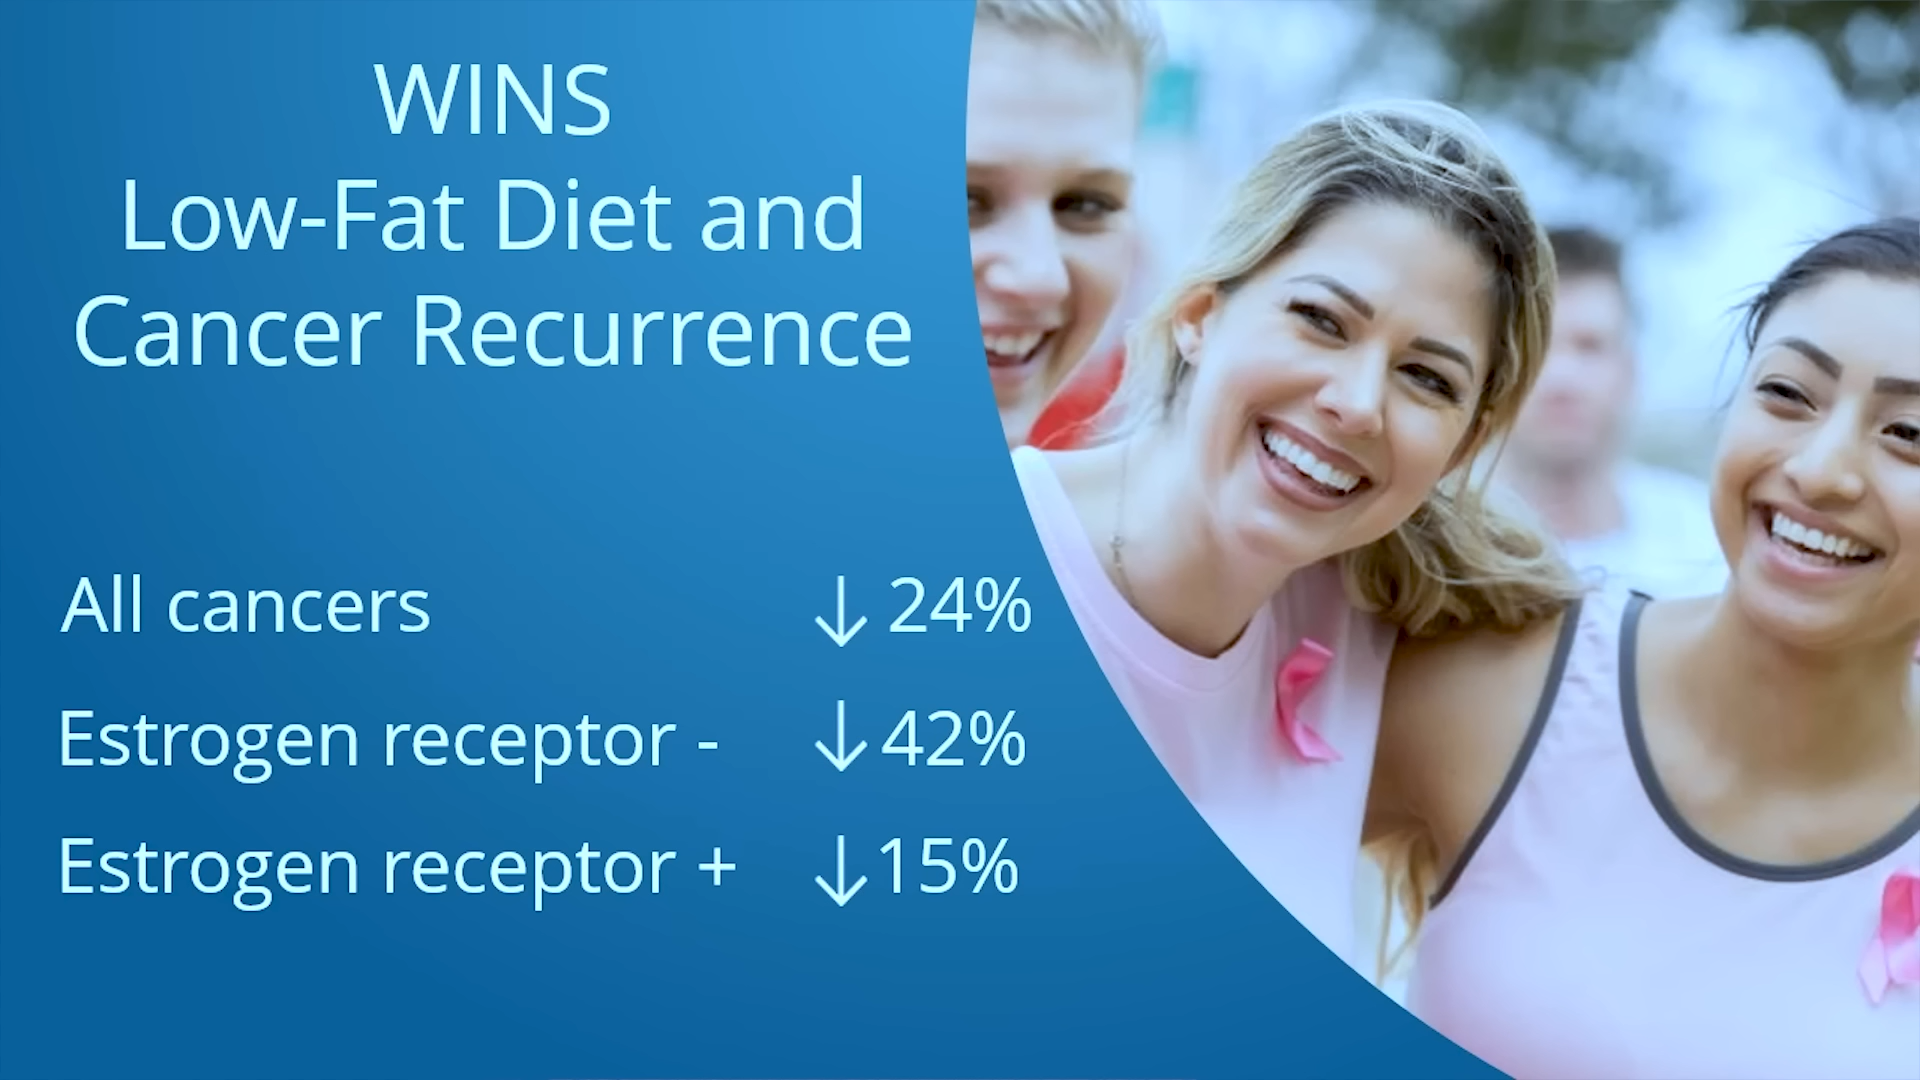 WINS
Low-Fat Diet and
Cancer Recurrence
All cancers ↓ 24%
Estrogen receptor - ↓ 42%
Estrogen receptor + ↓ 15%